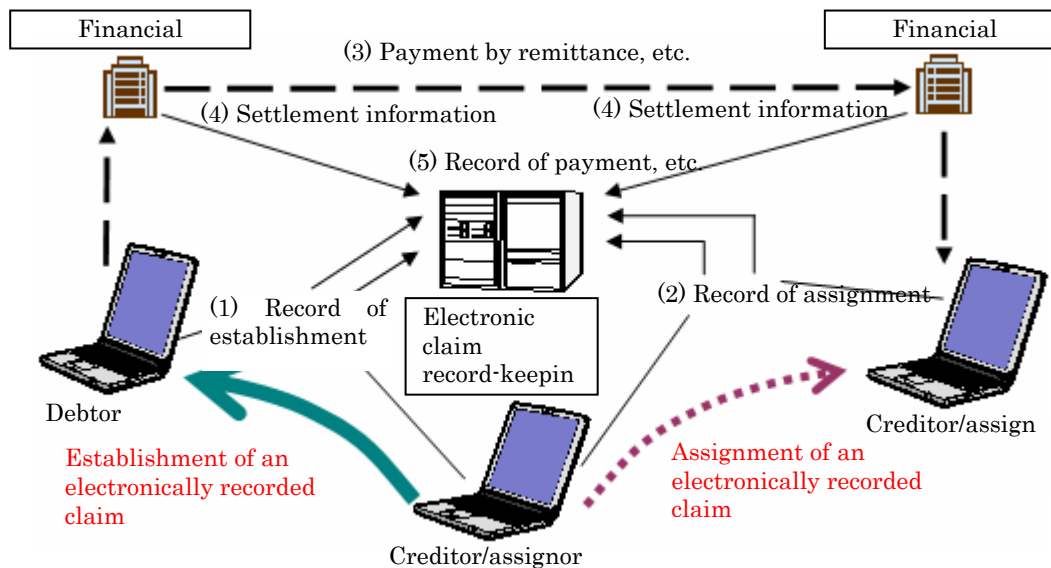 Financial
Financial
(3) Payment by remittance, etc.
(4) Settlement information
(4) Settlement information
(5) Record of payment, etc.
(1) Record of
establishment
(2) Record of assignment
Electronic
claim
record-keepin
Debtor
Creditor/assign
Establishment of an
electronically recorded
claim
Assignment of an
electronically recorded
claim
Creditor/assignor